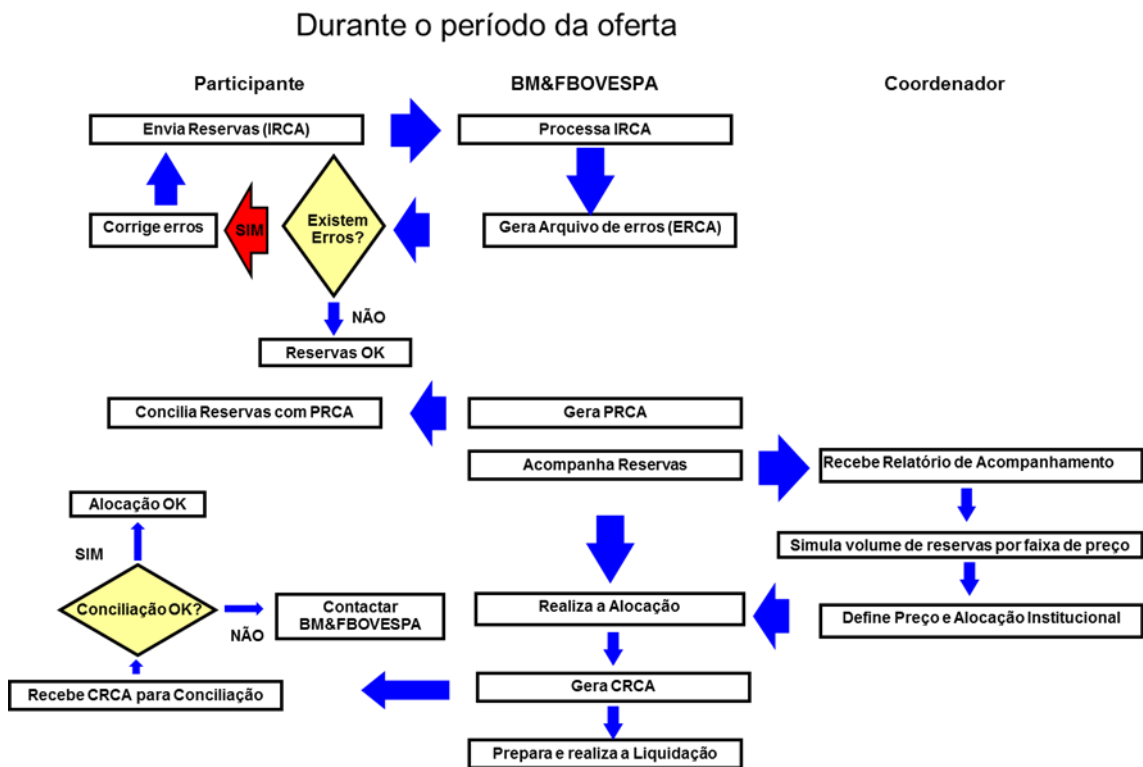 Durante o período da oferta
Participante
BM&FBOVESPA
Coordenador
Envia Reservas (IRCA)
Processa IRCA
Corrige erros
SIM
Existem
Erros?
Gera Arquivo de erros (ERCA)
NÃO
Reservas OK
Concilia Reservas com PRCA
Gera PRCA
Acompanha Reservas
Recebe Relatório de Acompanhamento
Alocação OK
SIM
Simula volume de reservas por faixa de preço
Conciliação OK?
NÃO
Contactar
BM&FBOVESPA
Realiza a Alocação
Define Preço e Alocação Institucional
Recebe CRCA para Conciliação
Gera CRCA
Prepara e realiza a Liquidação